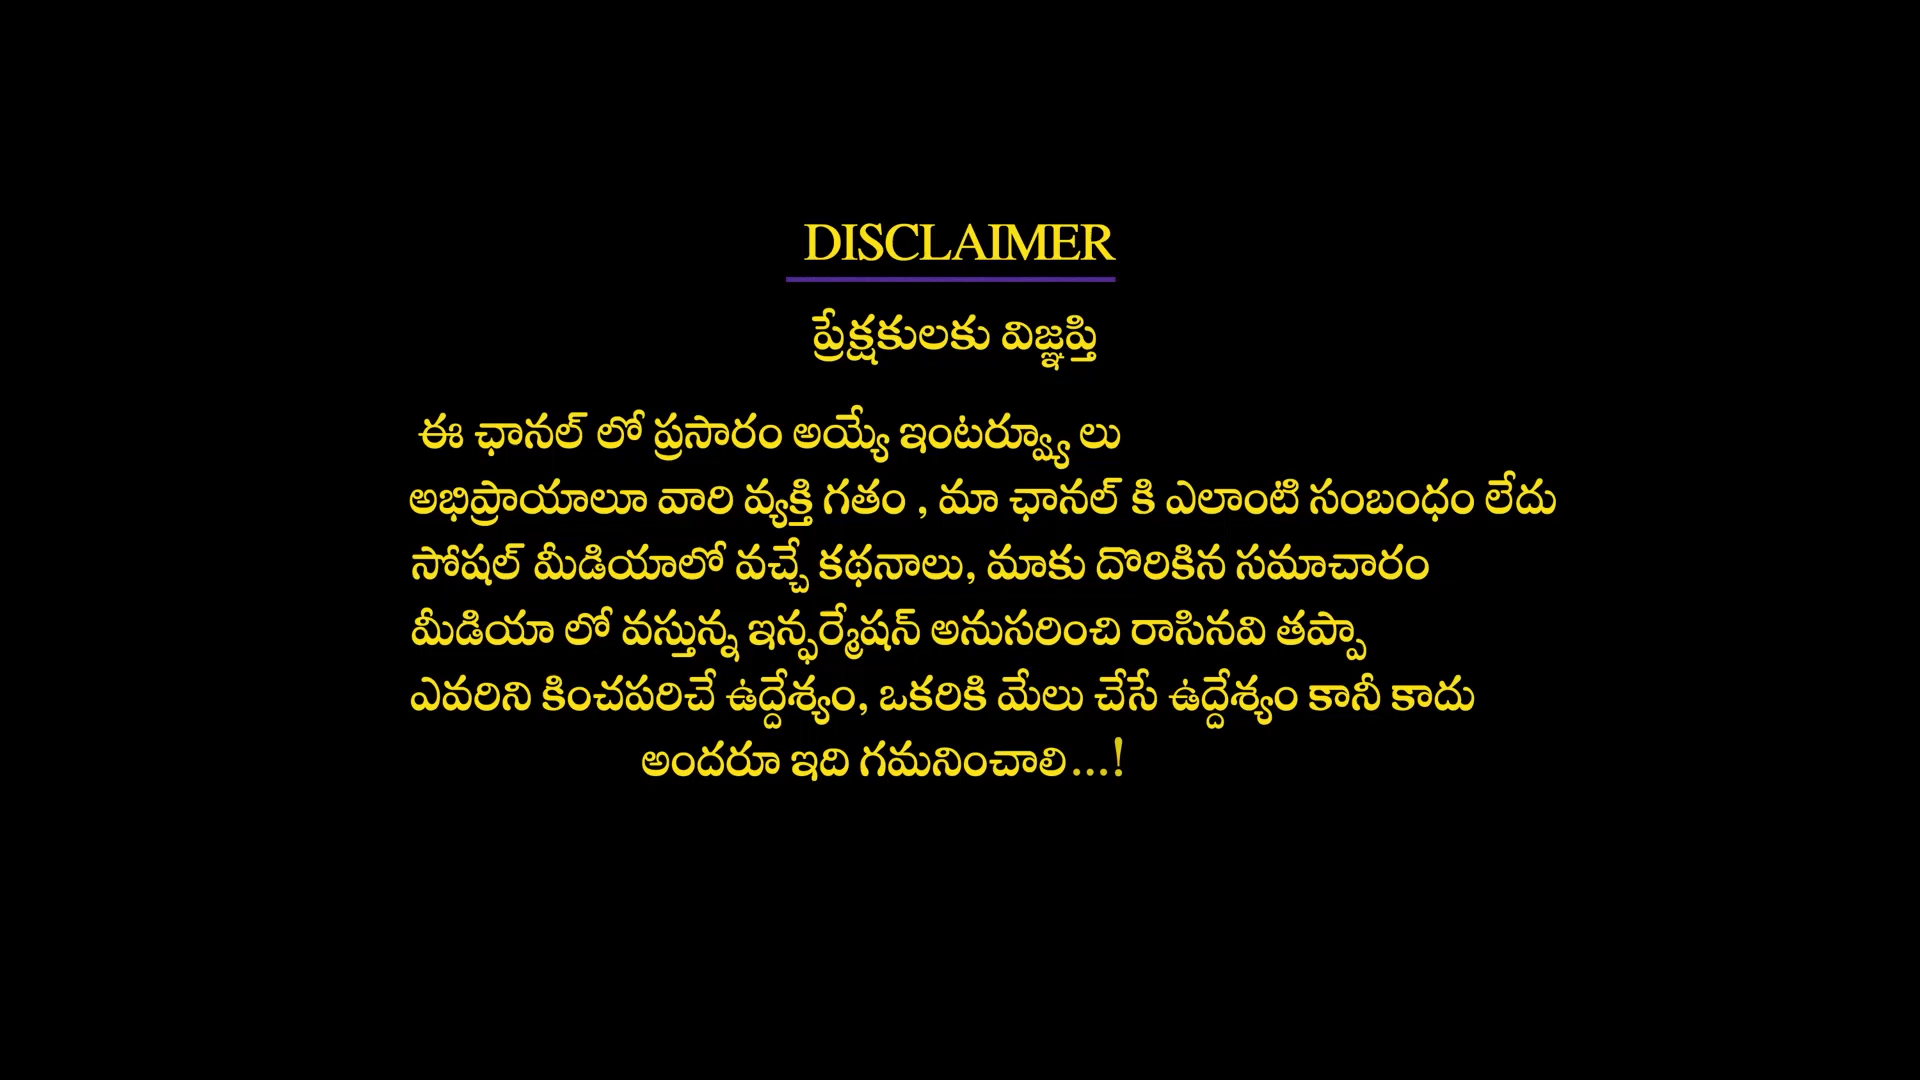 DISCLAIMER
ప్రేక్షకులకు విజ్ఞప్తి
ఈ ఛానల్ లో ప్రసారం అయ్యే ఇంటర్వ్యూ లు
అభిప్రాయాలూ వారి వ్యక్తి గతం , మా ఛానల్ కి ఎలాంటి సంబంధం లేదు
సోషల్ మీడియాలో వచ్చే కథనాలు, మాకు దొరికిన సమాచారం
మీడియా లో వస్తున్న ఇన్ఫర్మేషన్ అనుసరించి రాసినవి తప్పా
ఎవరిని కించపరిచే ఉద్దేశ్యం, ఒకరికి మేలు చేసే ఉద్దేశ్యం కానీ కాదు
అందరూ ఇది గమనించాలి...!